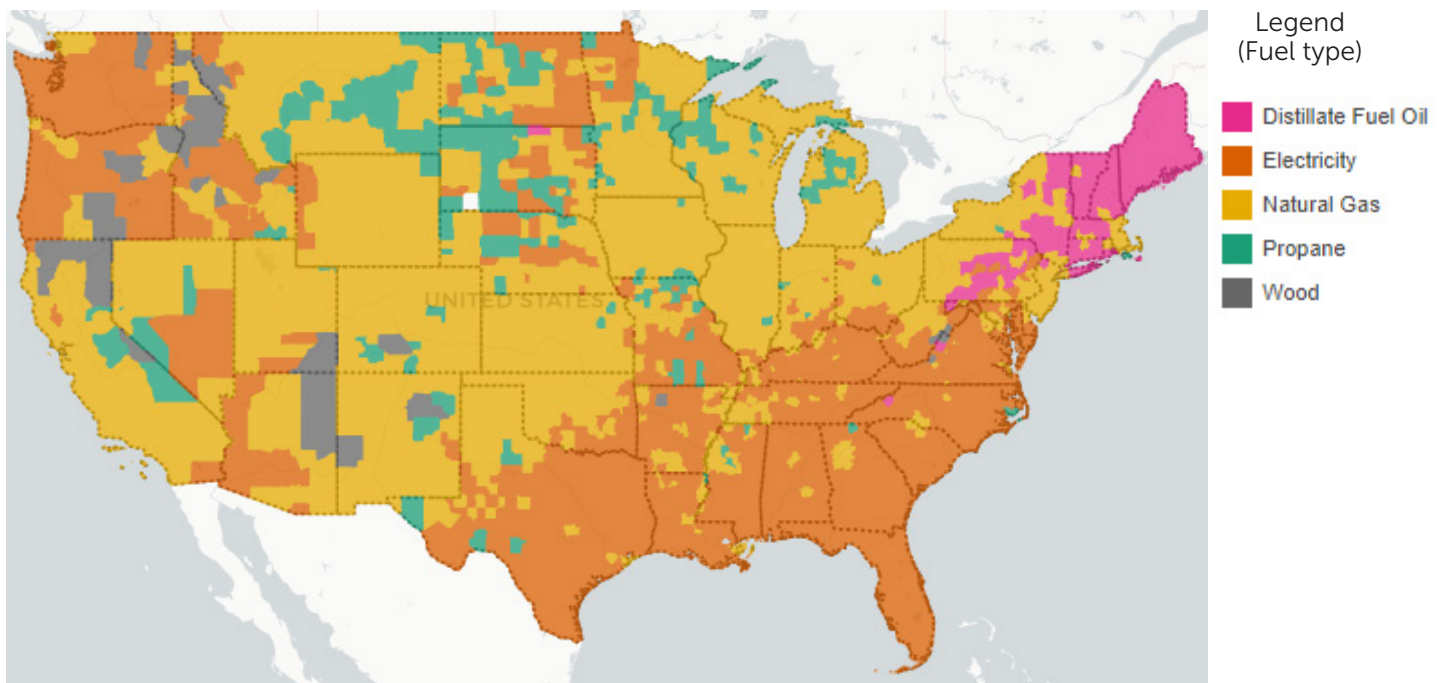 Legend
(Fuel type)
Distillate Fuel Oil
Electricity
Natural Gas
Propane
Wood
UNITED STATES